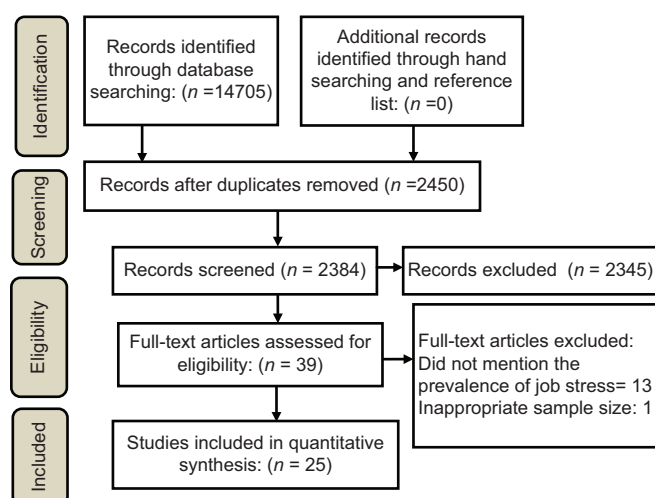 Identification
Records identified
through database
searching: (n =14705)
Additional records
identified through hand
searching and reference
list: (n =0)
Screening
Records after duplicates removed (n =2450)
Records screened (n = 2384)
Records excluded (n = 2345)
Eligibility
Full-text articles assessed for
eligibility: (n = 39)
Full-text articles excluded:
Did not mention the
prevalence of job stress= 13
Inappropriate sample size: 1
Included
Studies included in quantitative
synthesis: (n = 25)